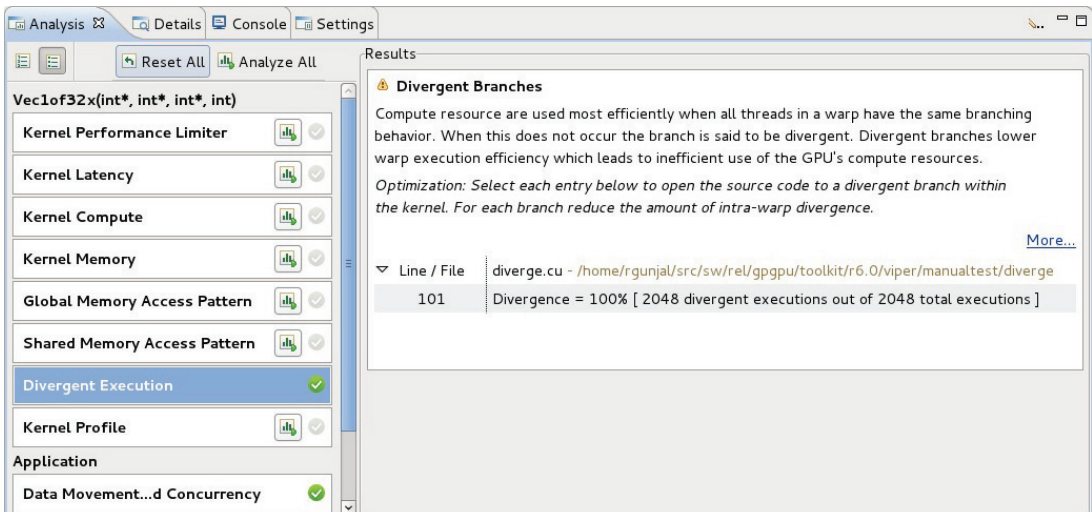 Analysis
Details
Console
Settings
Reset All
Analyze All
Vec1of32x(int*, int*, int*, int)
Kernel Performance Limiter
Kernel Latency
Kernel Compute
Kernel Memory
Global Memory Access Pattern
Shared Memory Access Pattern
Divergent Execution
Kernel Profile
Application
Data Movement...d Concurrency
Results
Divergent Branches
Compute resource are used most efficiently when all threads in a warp have the same branching
behavior. When this does not occur the branch is said to be divergent. Divergent branches lower
warp execution efficiency which leads to inefficient use of the GPU's compute resources.
Optimization: Select each entry below to open the source code to a divergent branch within
the kernel. For each branch reduce the amount of intra-warp divergence.
More...
Line / File diverge.cu - /home/rgunjal/src/sw/rel/gpgpu/toolkit/r6.0/viper/manualtest/diverge
101 Divergence = 100% [ 2048 divergent executions out of 2048 total executions ]